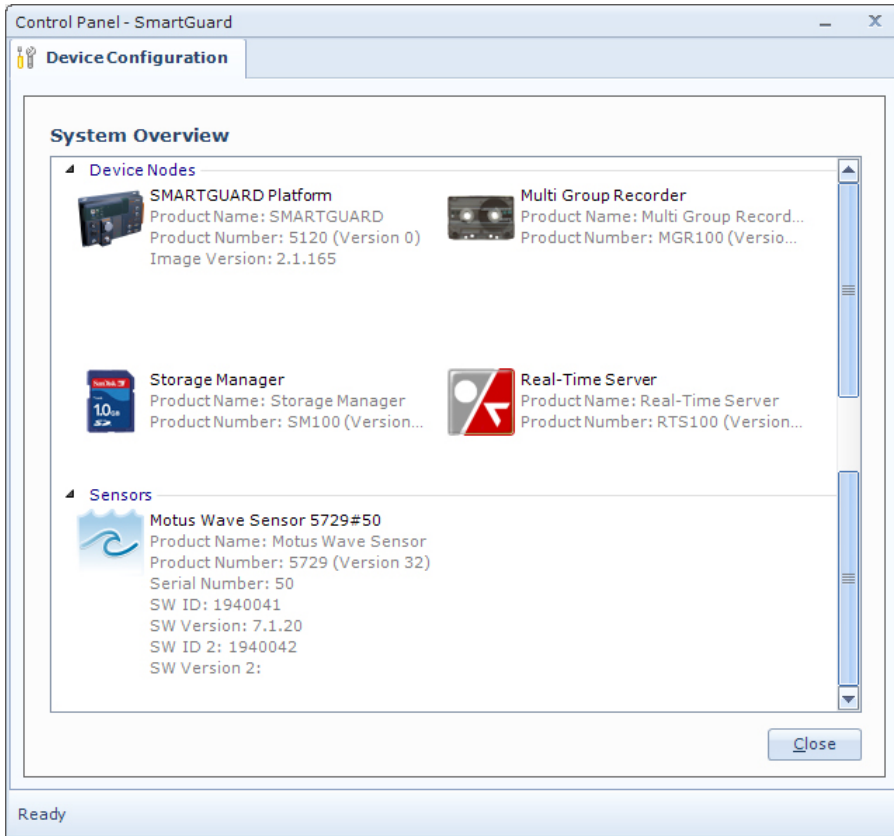 Control Panel - SmartGuard
Device Configuration
System Overview
Device Nodes
SMARTGUARD Platform
Product Name: SMARTGUARD
Product Number: 5120 (Version 0)
Image Version: 2.1.165
Multi Group Recorder
Product Name: Multi Group Record...
Product Number: MGR100 (Versio...
SanDisk
1.0GB
Storage Manager
Product Name: Storage Manager
Product Number: SM100 (Version...
Real-Time Server
Product Name: Real-Time Server
Product Number: RTS100 (Version...
Sensors
Motus Wave Sensor 5729#50
Product Name: Motus Wave Sensor
Product Number: 5729 (Version 32)
Serial Number: 50
SW ID: 1940041
SW Version: 7.1.20
SW ID 2: 1940042
SW Version 2:
Close
Ready